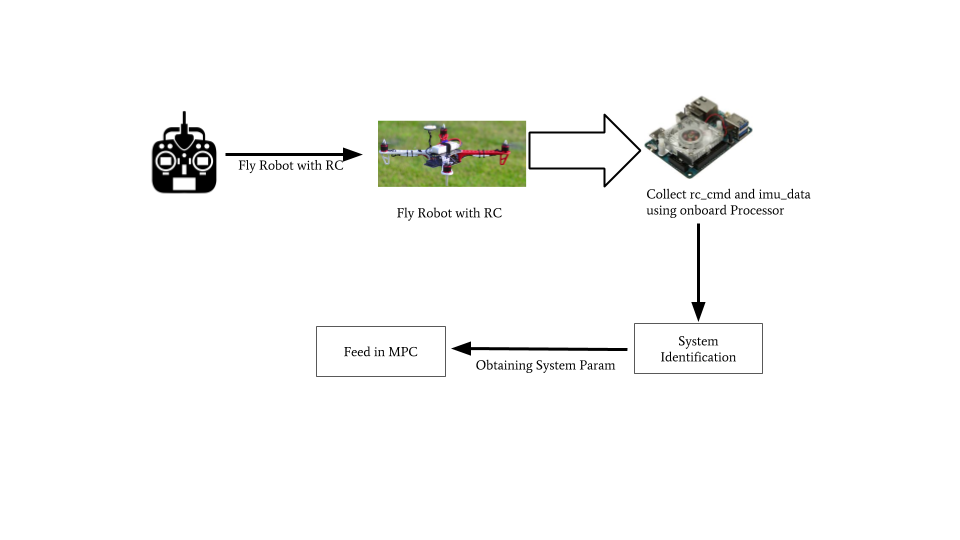 Fly Robot with RC
Fly Robot with RC
Collect rc_cmd and imu_data
using onboard Processor
System
Identification
Feed in MPC
Obtaining System Param